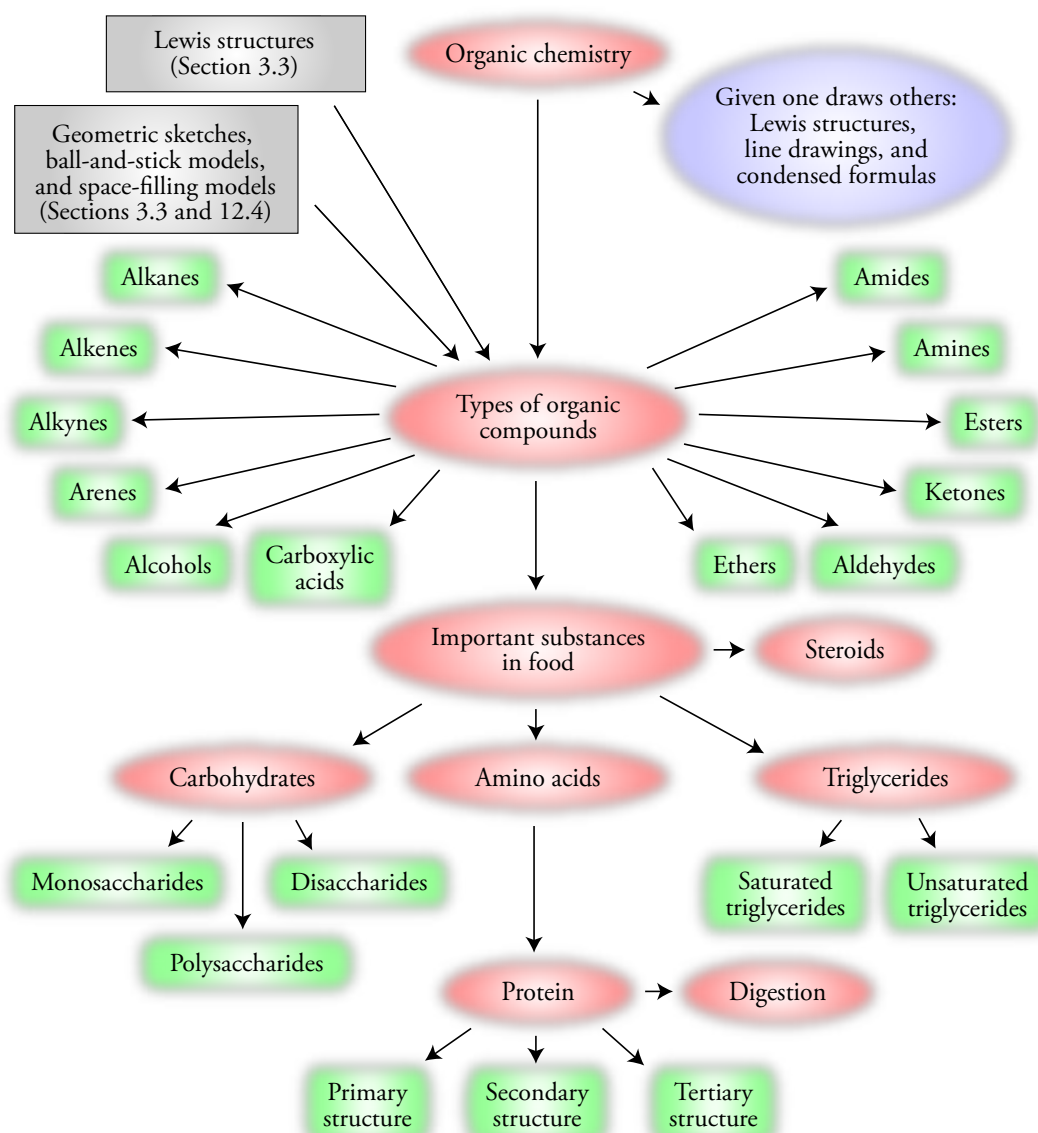 Lewis structures
(Section 3.3)
Organic chemistry
Given one draws others:
Lewis structures,
line drawings, and
condensed formulas
Geometric sketches,
ball-and-stick models,
and space-filling models
(Sections 3.3 and 12.4)
Alkanes
Amides
Alkenes
Amines
Types of organic
compounds
Alkynes
Esters
Arenes
Ketones
Alcohols
Carboxylic
acids
Ethers
Aldehydes
Important substances
in food
Steroids
Carbohydrates
Amino acids
Triglycerides
Monosaccharides
Disaccharides
Saturated
triglycerides
Unsaturated
triglycerides
Polysaccharides
Protein
Digestion
Primary
structure
Secondary
structure
Tertiary
structure